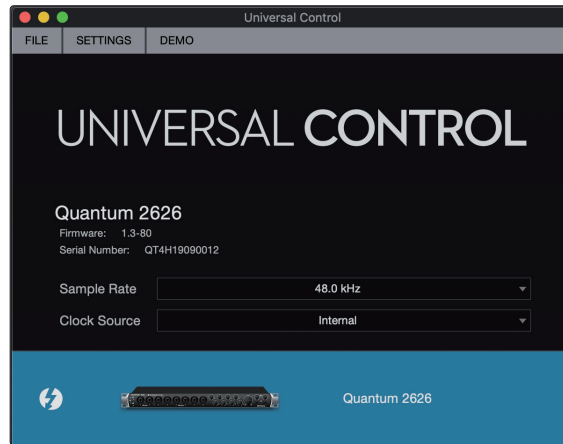 Universal Control
FILE SETTINGS DEMO
UNIVERSAL CONTROL
Quantum 2626
Firmware: 1.3-80
Serial Number: QT4H19090012
Sample Rate 48.0 kHz
Clock Source Internal
Quantum 2626